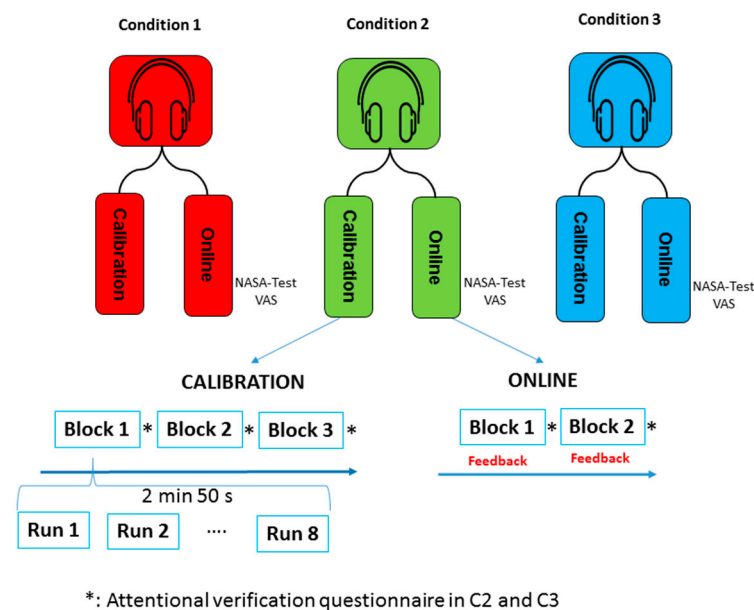 Condition 1
Condition 2
Condition 3
Calibration
Online
NASA-Test
VAS
Calibration
Online
NASA-Test
VAS
Calibration
Online
NASA-Test
VAS
CALIBRATION
ONLINE
Block 1 * Block 2 * Block 3 *
Block 1 * Block 2 *
Feedback Feedback
2 min 50 s
Run 1 Run 2 .... Run 8
*: Attentional verification questionnaire in C2 and C3